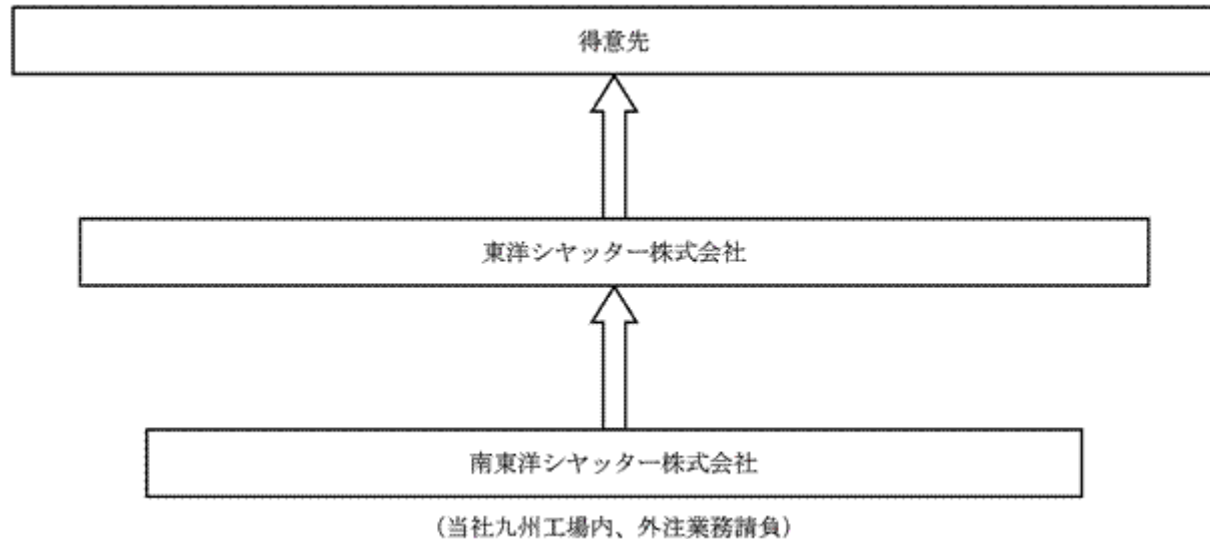 得意先
東洋シヤッター株式会社
南東洋シヤッター株式会社
（当社九州工場内、外注業務請負）